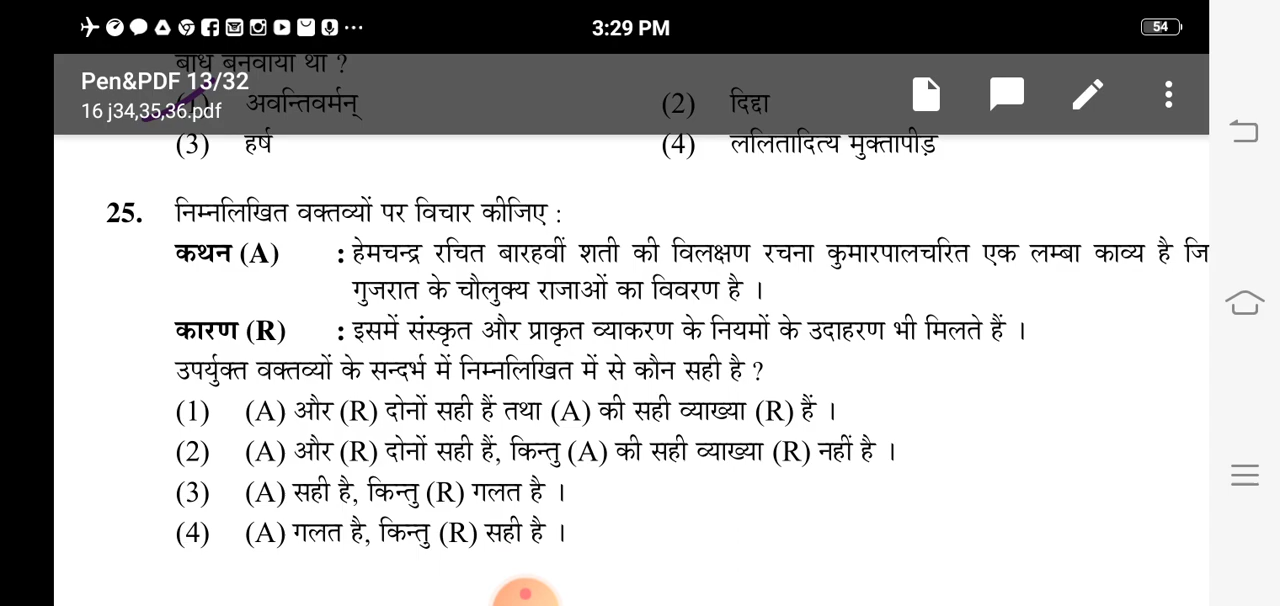 3:29 PM
54
बाँध बनवाया था ?
Pen&PDF 13/32
16 j34,35,36.pdf
(1) अवन्तिवर्मन् (2) दिद्दा
(3) हर्ष (4) ललितादित्य मुक्तापीड़
25. निम्नलिखित वक्तव्यों पर विचार कीजिए :
कथन (A) : हेमचन्द्र रचित बारहवीं शती की विलक्षण रचना कुमारपालचरित एक लम्बा काव्य है जि
गुजरात के चौलुक्य राजाओं का विवरण है ।
कारण (R) : इसमें संस्कृत और प्राकृत व्याकरण के नियमों के उदाहरण भी मिलते हैं ।
उपर्युक्त वक्तव्यों के सन्दर्भ में निम्नलिखित में से कौन सही है ?
(1) (A) और (R) दोनों सही हैं तथा (A) की सही व्याख्या (R) हैं ।
(2) (A) और (R) दोनों सही हैं, किन्तु (A) की सही व्याख्या (R) नहीं है ।
(3) (A) सही है, किन्तु (R) गलत है ।
(4) (A) गलत है, किन्तु (R) सही है ।